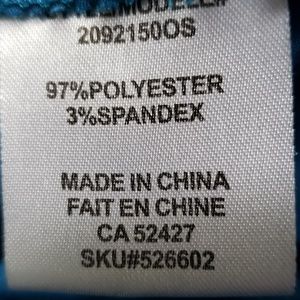 2092150OS
97%POLYESTER
3%SPANDEX
MADE IN CHINA
FAIT EN CHINE
CA 52427
SKU#526602